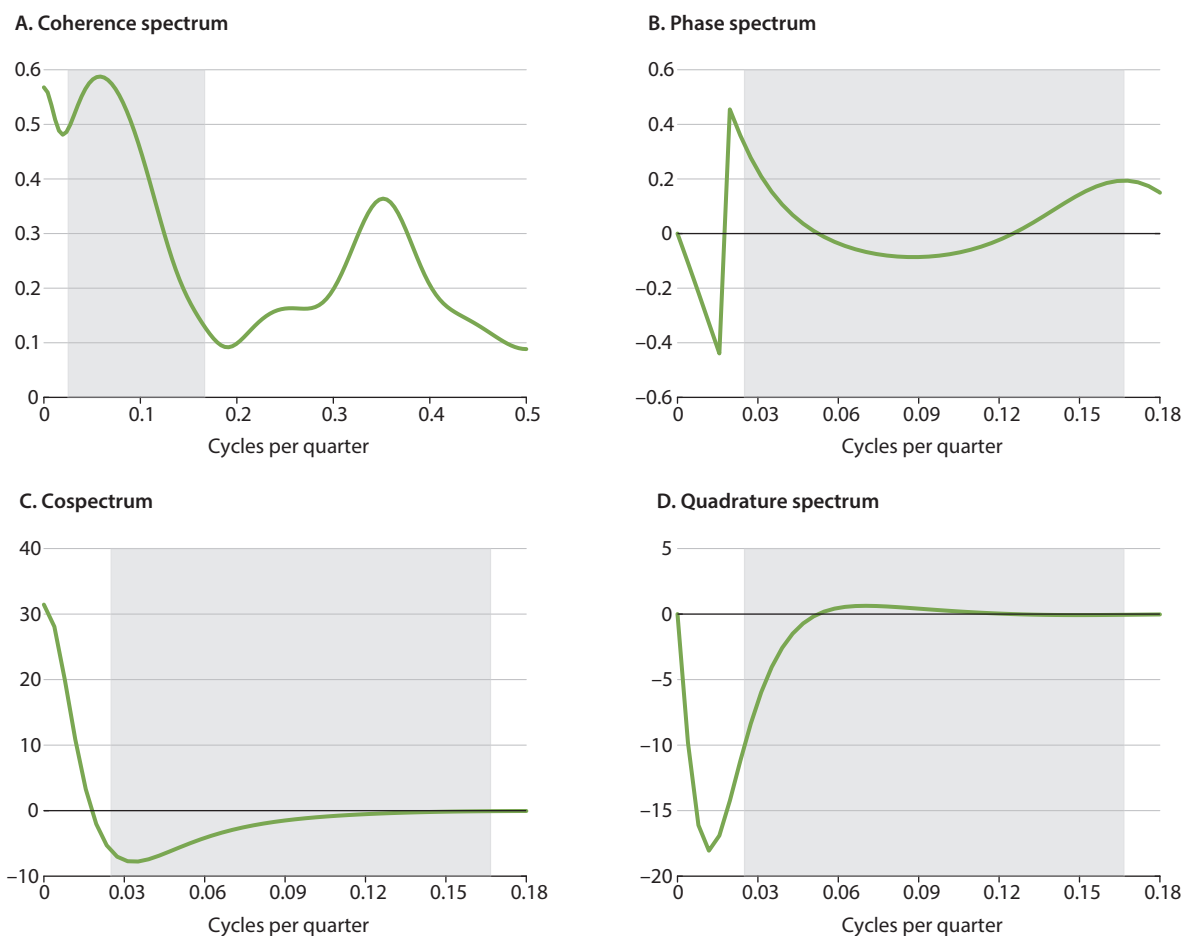 A. Coherence spectrum
0.6
0.5
0.4
0.3
0.2
0.1
0
0 0.1 0.2 0.3 0.4 0.5
Cycles per quarter
B. Phase spectrum
0.6
0.4
0.2
0
−0.2
−0.4
−0.6
0 0.03 0.06 0.09 0.12 0.15 0.18
Cycles per quarter
C. Cospectrum
40
30
20
10
0
−10
0 0.03 0.06 0.09 0.12 0.15 0.18
Cycles per quarter
D. Quadrature spectrum
5
0
−5
−10
−15
−20
0 0.03 0.06 0.09 0.12 0.15 0.18
Cycles per quarter